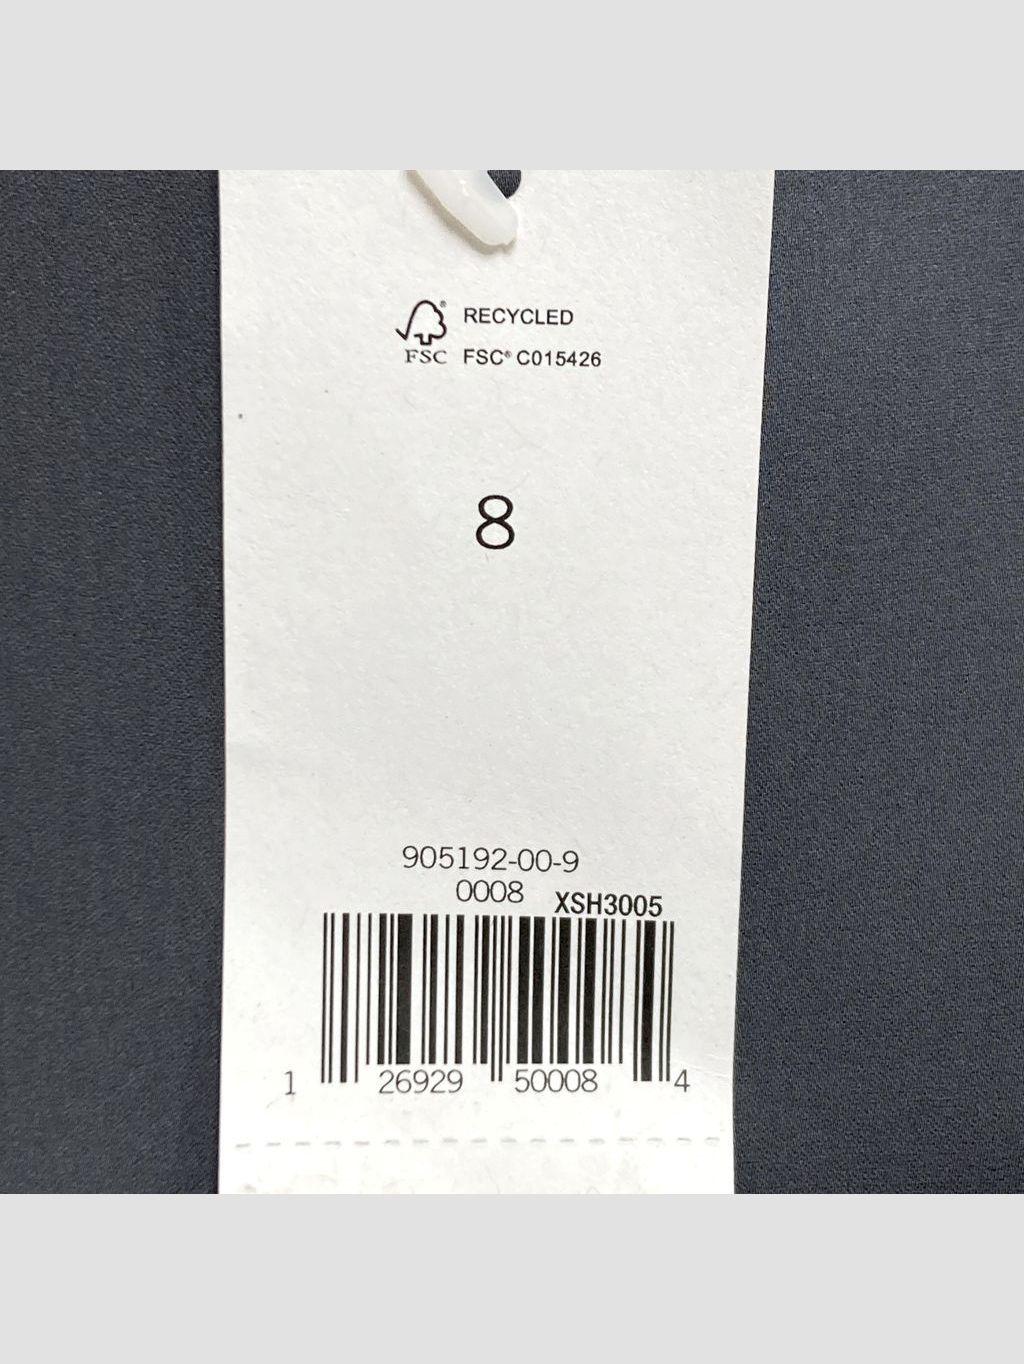 RECYCLED
FSC FSC® C015426
8
905192-00-9
0008 XSH3005
1 26929 50008 4